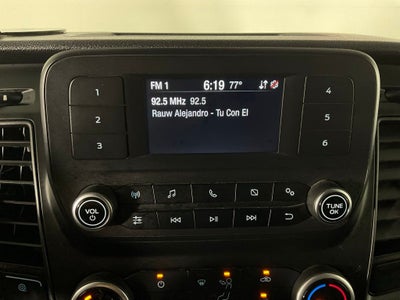 FM 1 6:19 77°
92.5 MHz 92.5
Rauw Alejandro - Tu Con El
1
2
3
4
5
6
VOL
TUNE
OK